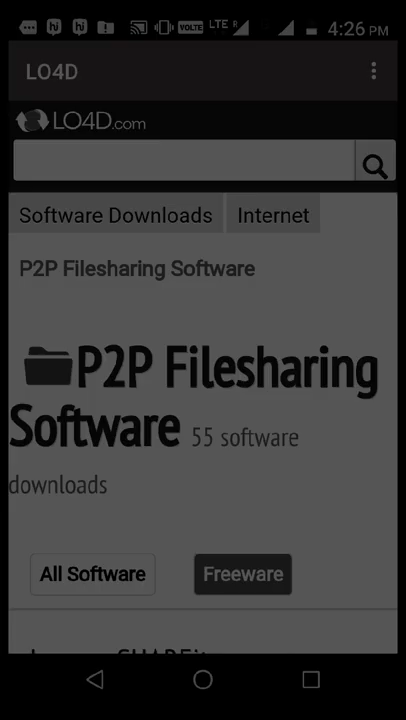 LTE R 4:26 PM
LO4D
LO4D.com
Software Downloads Internet
P2P Filesharing Software
P2P Filesharing
Software 55 software
downloads
All Software Freeware